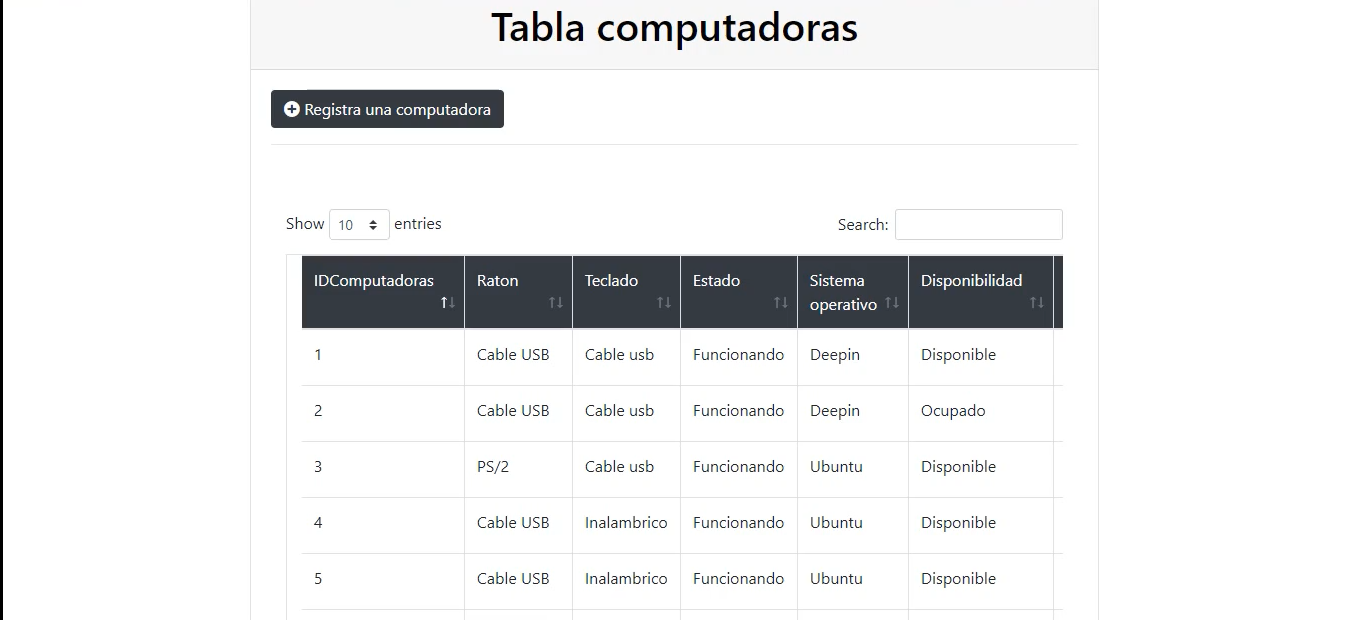 Tabla computadoras
Registra una computadora
Show 10 entries Search:
IDComputadoras Raton Teclado Estado Sistema operativo Disponibilidad
1 Cable USB Cable usb Funcionando Deepin Disponible
2 Cable USB Cable usb Funcionando Deepin Ocupado
3 PS/2 Cable usb Funcionando Ubuntu Disponible
4 Cable USB Inalambrico Funcionando Ubuntu Disponible
5 Cable USB Inalambrico Funcionando Ubuntu Disponible